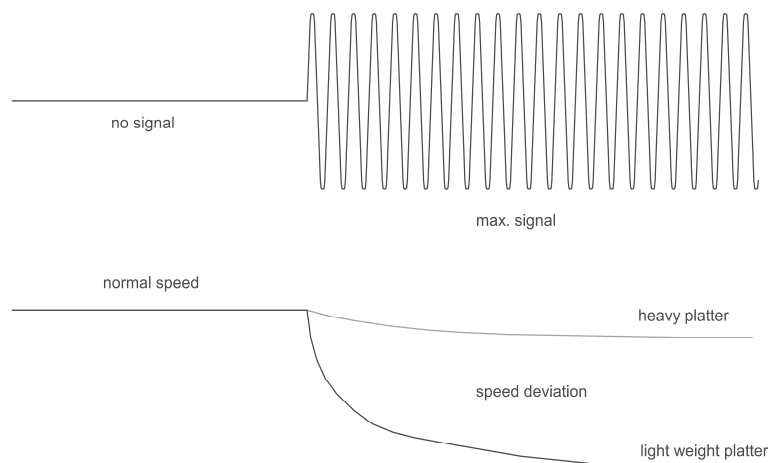 no signal
max. signal
normal speed
heavy platter
speed deviation
light weight platter